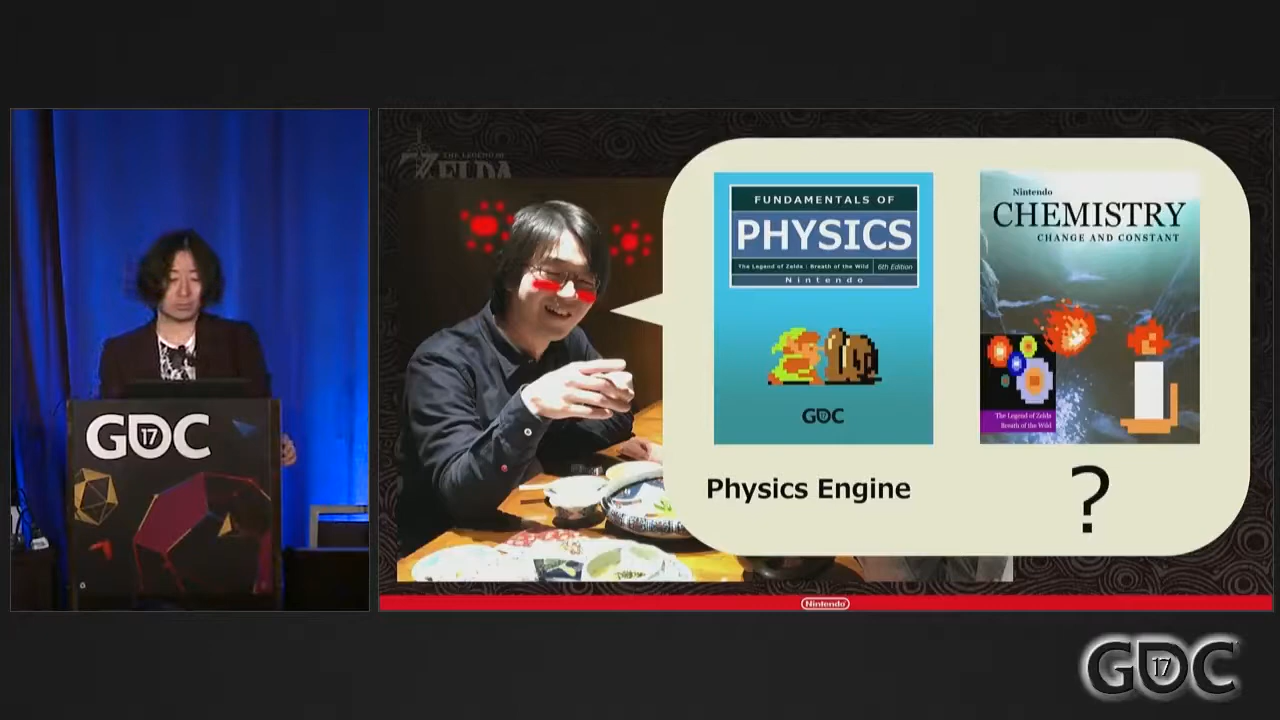 GDC
17
THE LEGEND OF
ZELDA
FUNDAMENTALS OF
PHYSICS
The Legend of Zelda : Breath of the Wild
6th Edition
Nintendo
GDC
Physics Engine
Nintendo
CHEMISTRY
CHANGE AND CONSTANT
The Legend of Zelda
Breath of the Wild
?
Nintendo
GDC
17